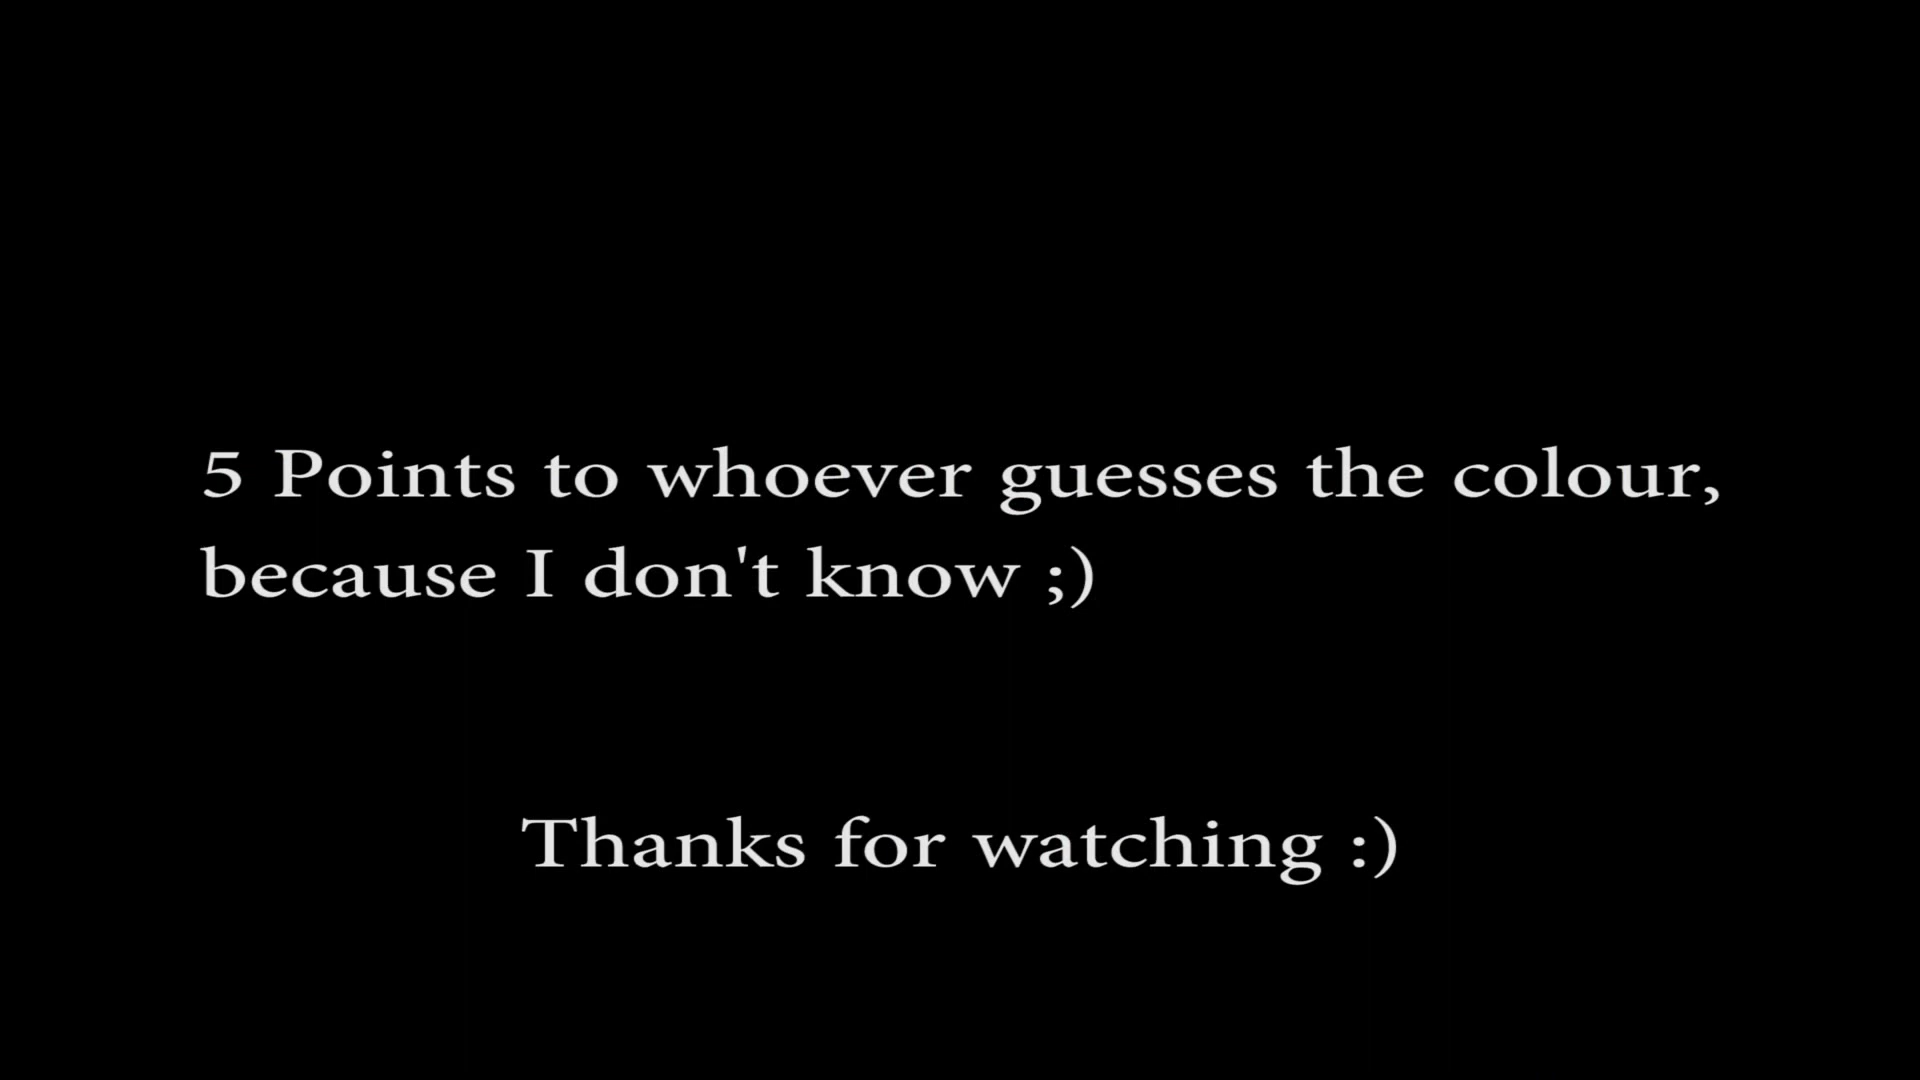 5 Points to whoever guesses the colour,
because I don't know ;)
Thanks for watching :)